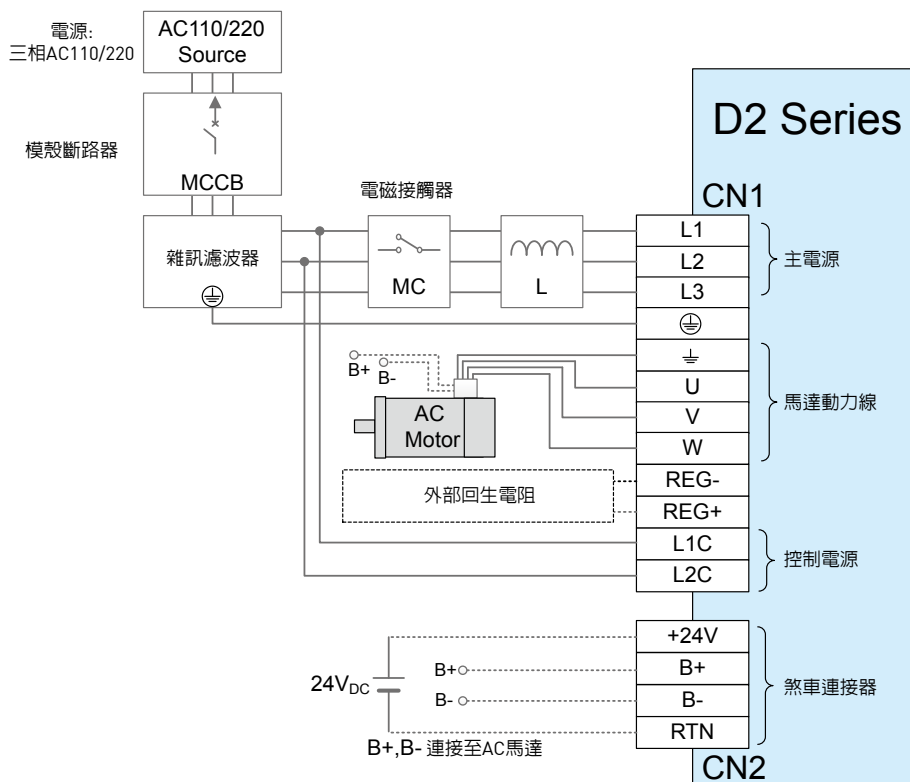 電源:
三相AC110/220
AC110/220
Source
D2 Series
模殼斷路器
MCCB
電磁接觸器
CN1
雜訊濾波器
MC
L
L1
L2
L3
主電源
B+
B-
AC
Motor
U
V
W
馬達動力線
外部回生電阻
REG-
REG+
L1C
L2C
控制電源
+24V
B+
B-
RTN
煞車連接器
24VDC
B+
B-
B+,B- 連接至AC馬達
CN2